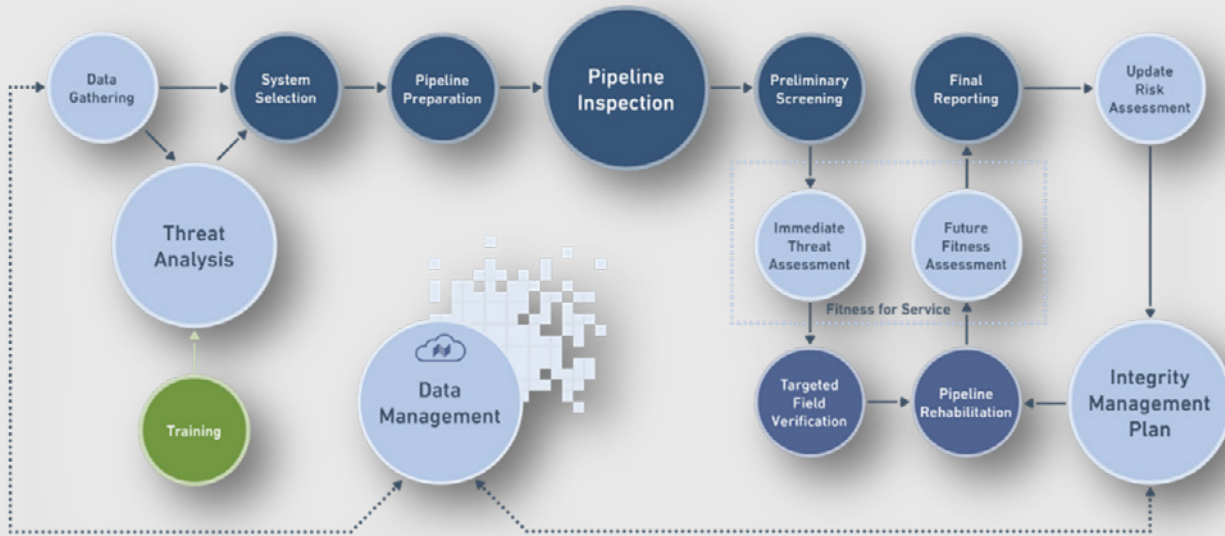 Data
Gathering
System
Selection
Pipeline
Preparation
Pipeline
Inspection
Preliminary
Screening
Final
Reporting
Update
Risk
Assessment
Threat
Analysis
Immediate
Threat
Assessment
Future
Fitness
Assessment
Fitness for Service
Training
Data
Management
Targeted
Field
Verification
Pipeline
Rehabilitation
Integrity
Management
Plan